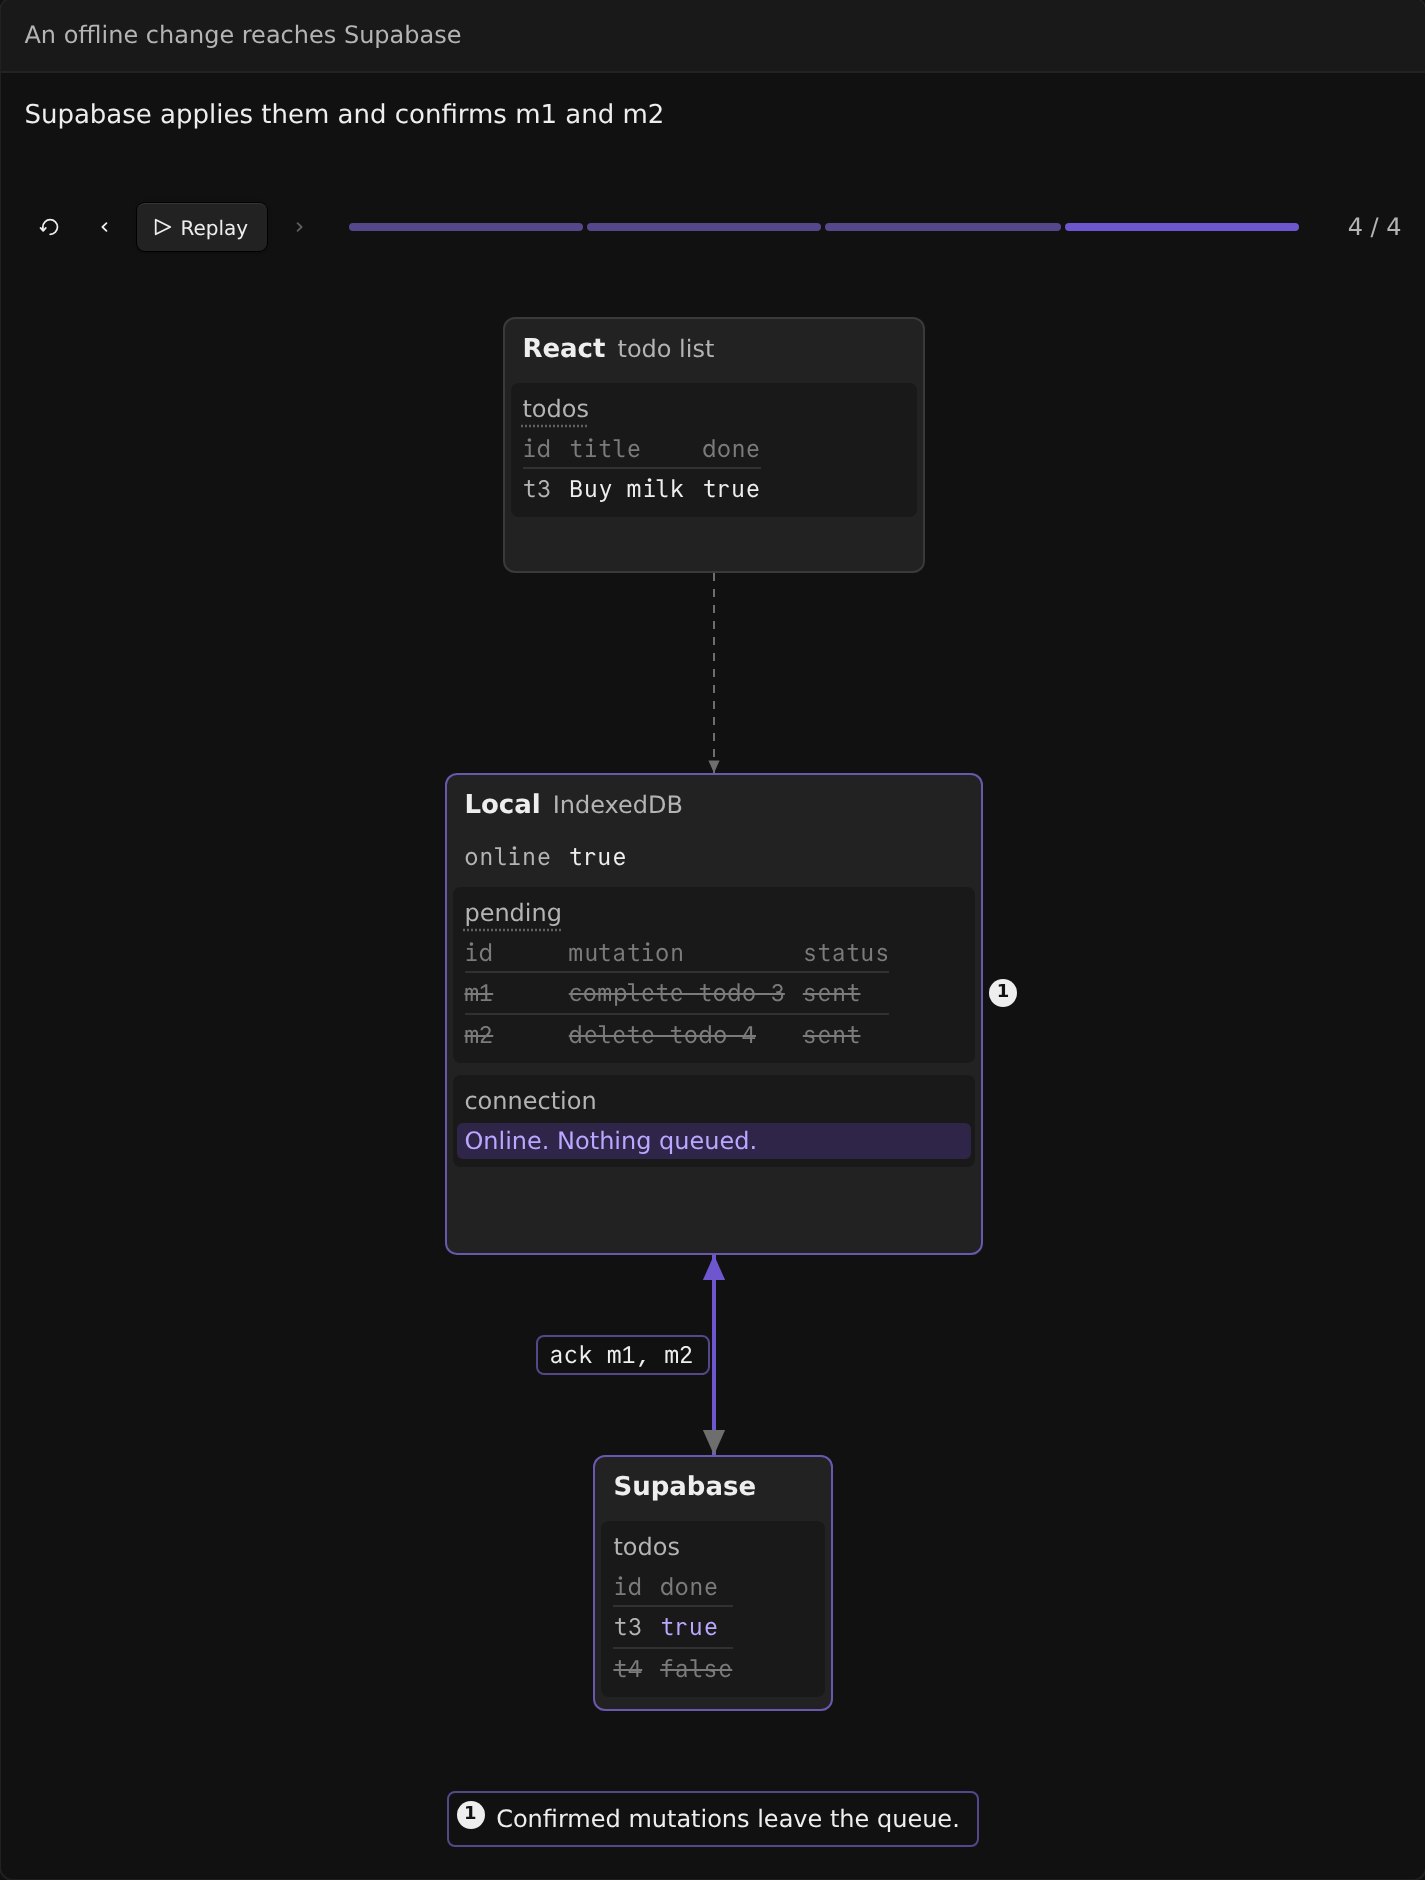 An offline change reaches Supabase
Supabase applies them and confirms m1 and m2
Replay
4 / 4
React todo list
todos
id title done
t3 Buy milk true
Local IndexedDB
online true
pending
id mutation status
m1 complete todo 3 sent
1
m2 delete todo 4 sent
connection
Online. Nothing queued.
ack m1, m2
Supabase
todos
id done
t3 true
t4 false
1 Confirmed mutations leave the queue.